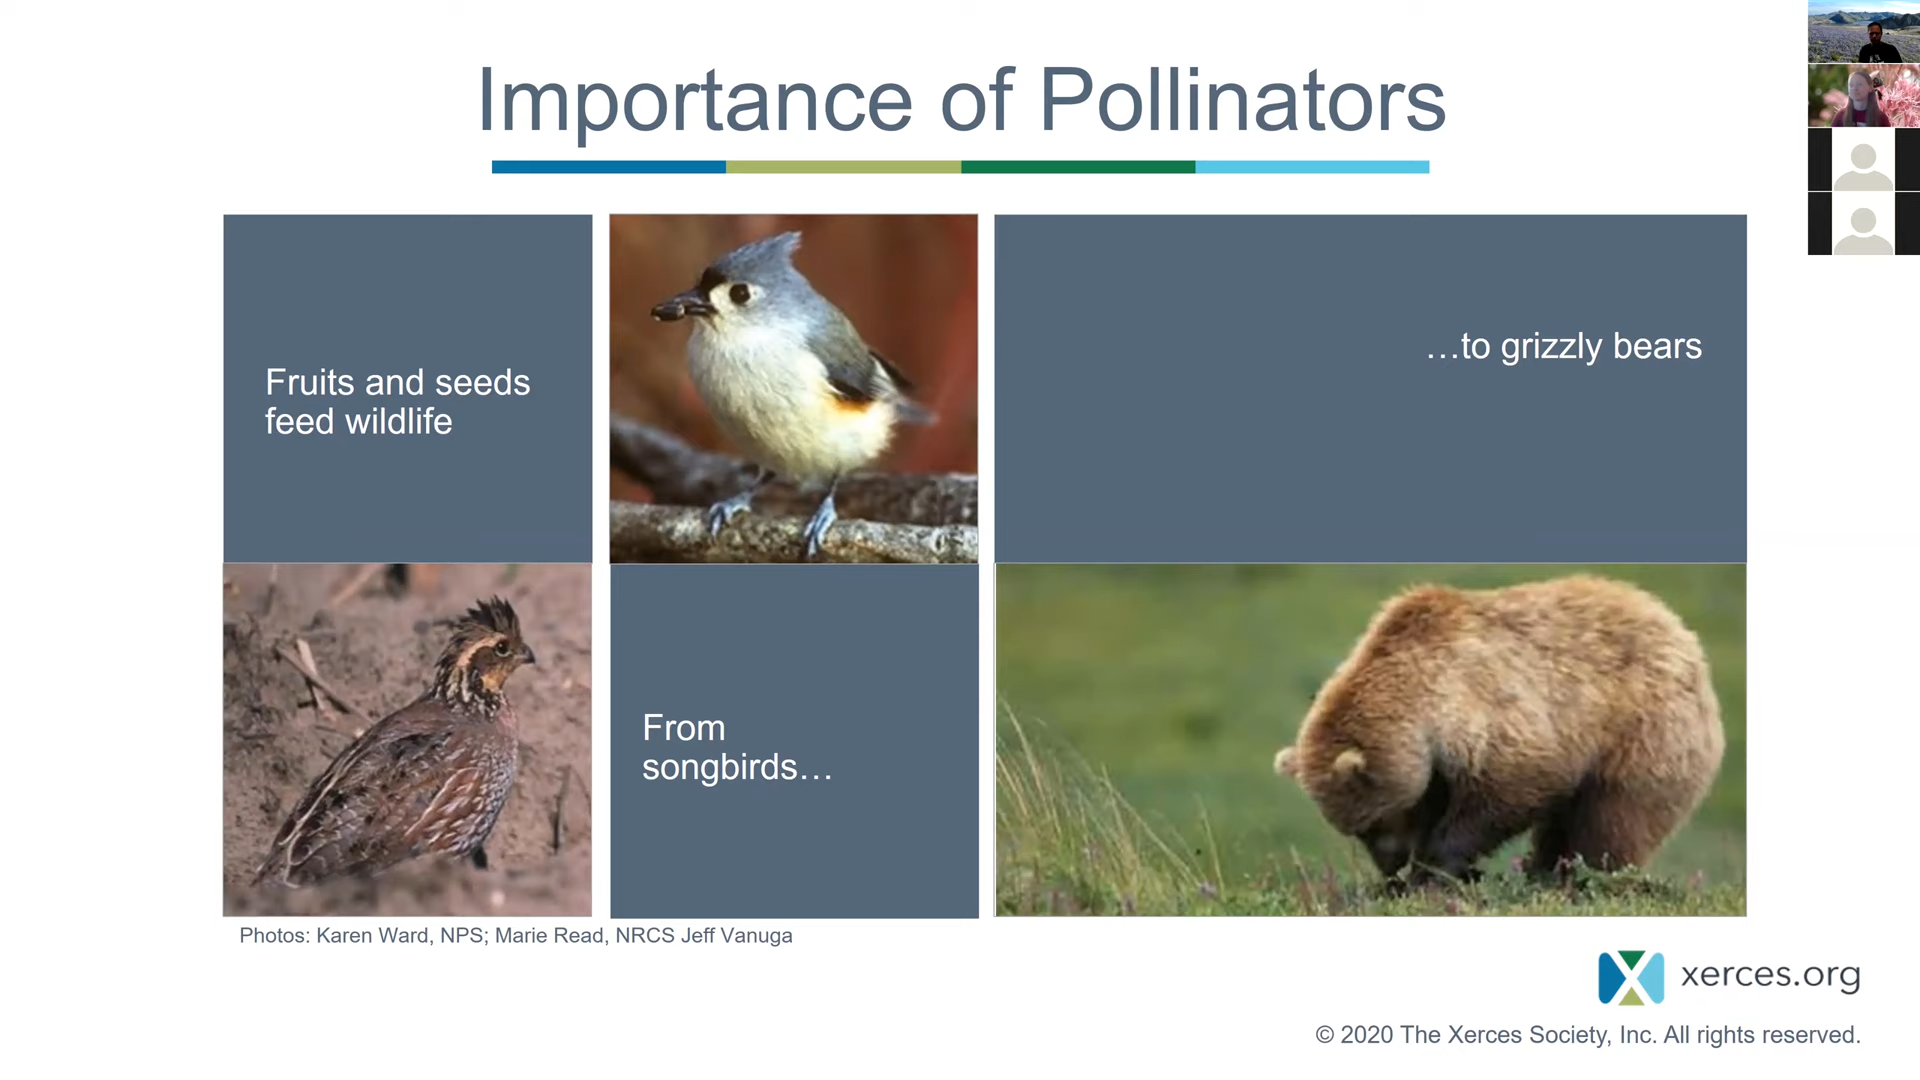 Importance of Pollinators
Fruits and seeds
feed wildlife
From
songbirds…
…to grizzly bears
Photos: Karen Ward, NPS; Marie Read, NRCS Jeff Vanuga
xerces.org
© 2020 The Xerces Society, Inc. All rights reserved.